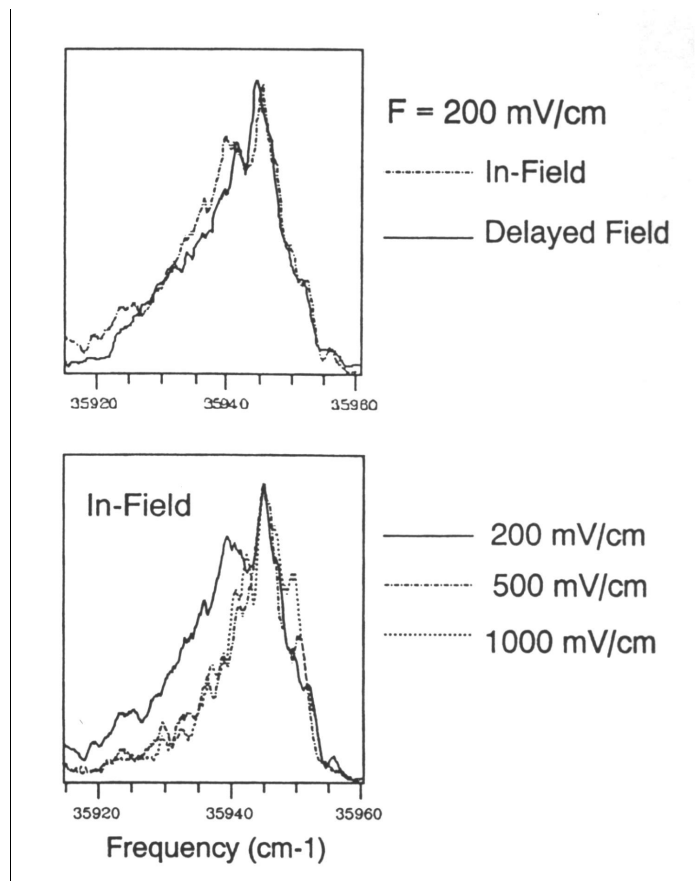 F = 200 mV/cm
In-Field
Delayed Field
35920 35940 35960
In-Field
200 mV/cm
500 mV/cm
1000 mV/cm
35920 35940 35960
Frequency (cm-1)